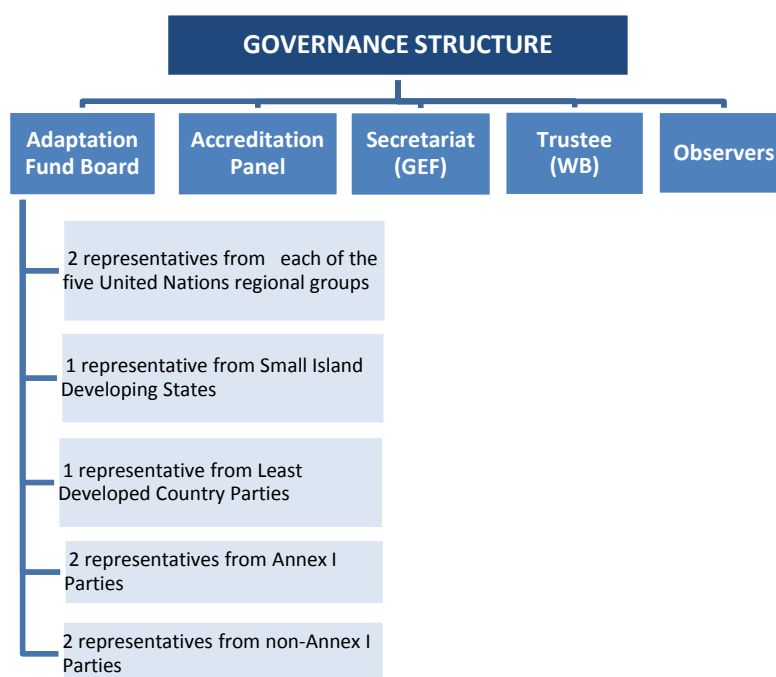 GOVERNANCE STRUCTURE
Adaptation
Fund Board
Accreditation
Panel
Secretariat
(GEF)
Trustee
(WB)
Observers
2 representatives from each of the
five United Nations regional groups
1 representative from Small Island
Developing States
1 representative from Least
Developed Country Parties
2 representatives from Annex I
Parties
2 representatives from non-Annex I
Parties